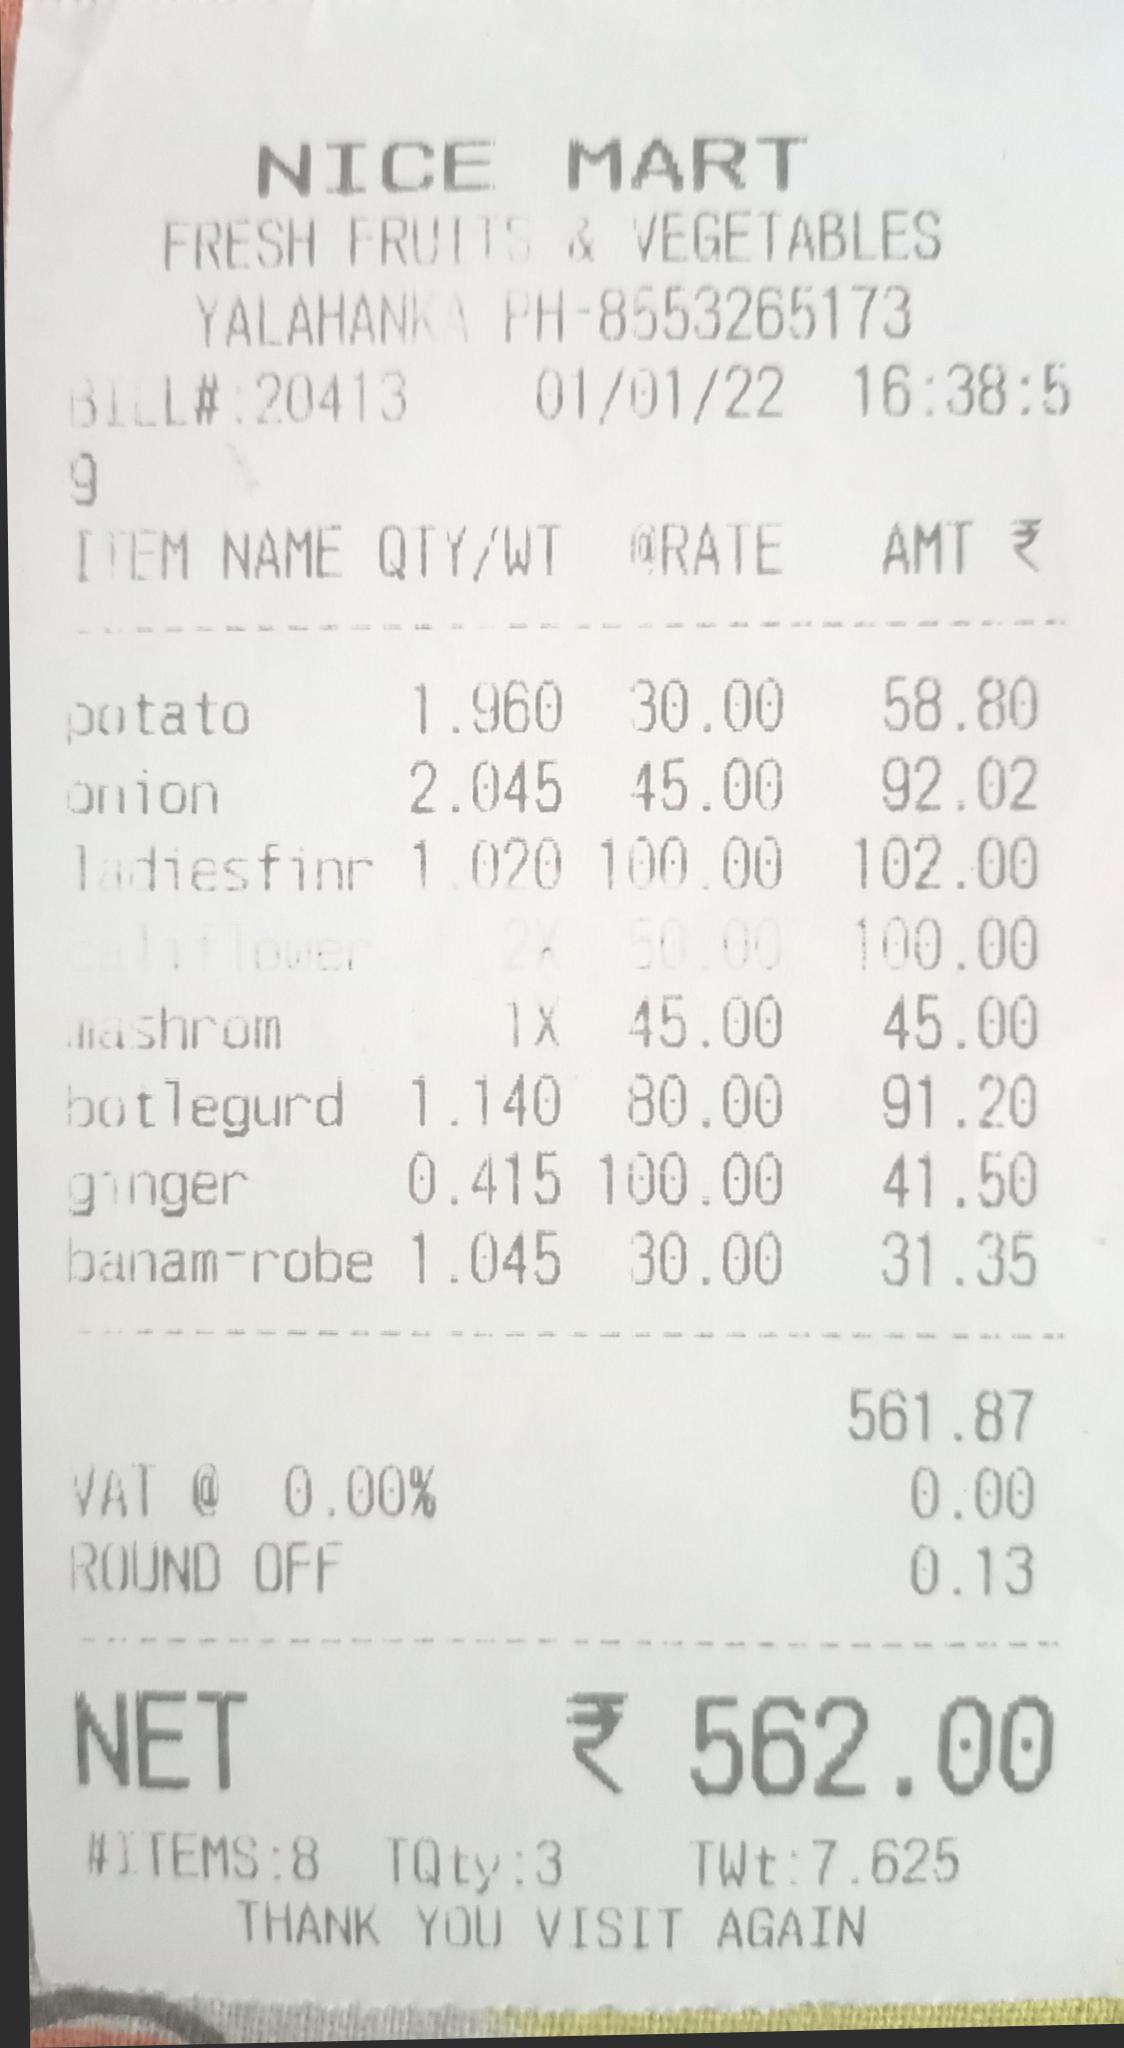 NICE MART
FRESH FRUITS & VEGETABLES
YALAHANKA PH-8553265173
BILL#:20413 01/01/22 16:38:5
9
ITEM NAME QTY/WT @RATE AMT ₹
potato 1.960 30.00 58.80
onion 2.045 45.00 92.02
ladiesfinr 1.020 100.00 102.00
califlower 2X 50.00 100.00
mashrom 1X 45.00 45.00
botlegurd 1.140 80.00 91.20
ginger 0.415 100.00 41.50
banam-robe 1.045 30.00 31.35
561.87
VAT @ 0.00% 0.00
ROUND OFF 0.13
NET ₹ 562.00
#ITEMS:8 TQty:3 TWt:7.625
THANK YOU VISIT AGAIN